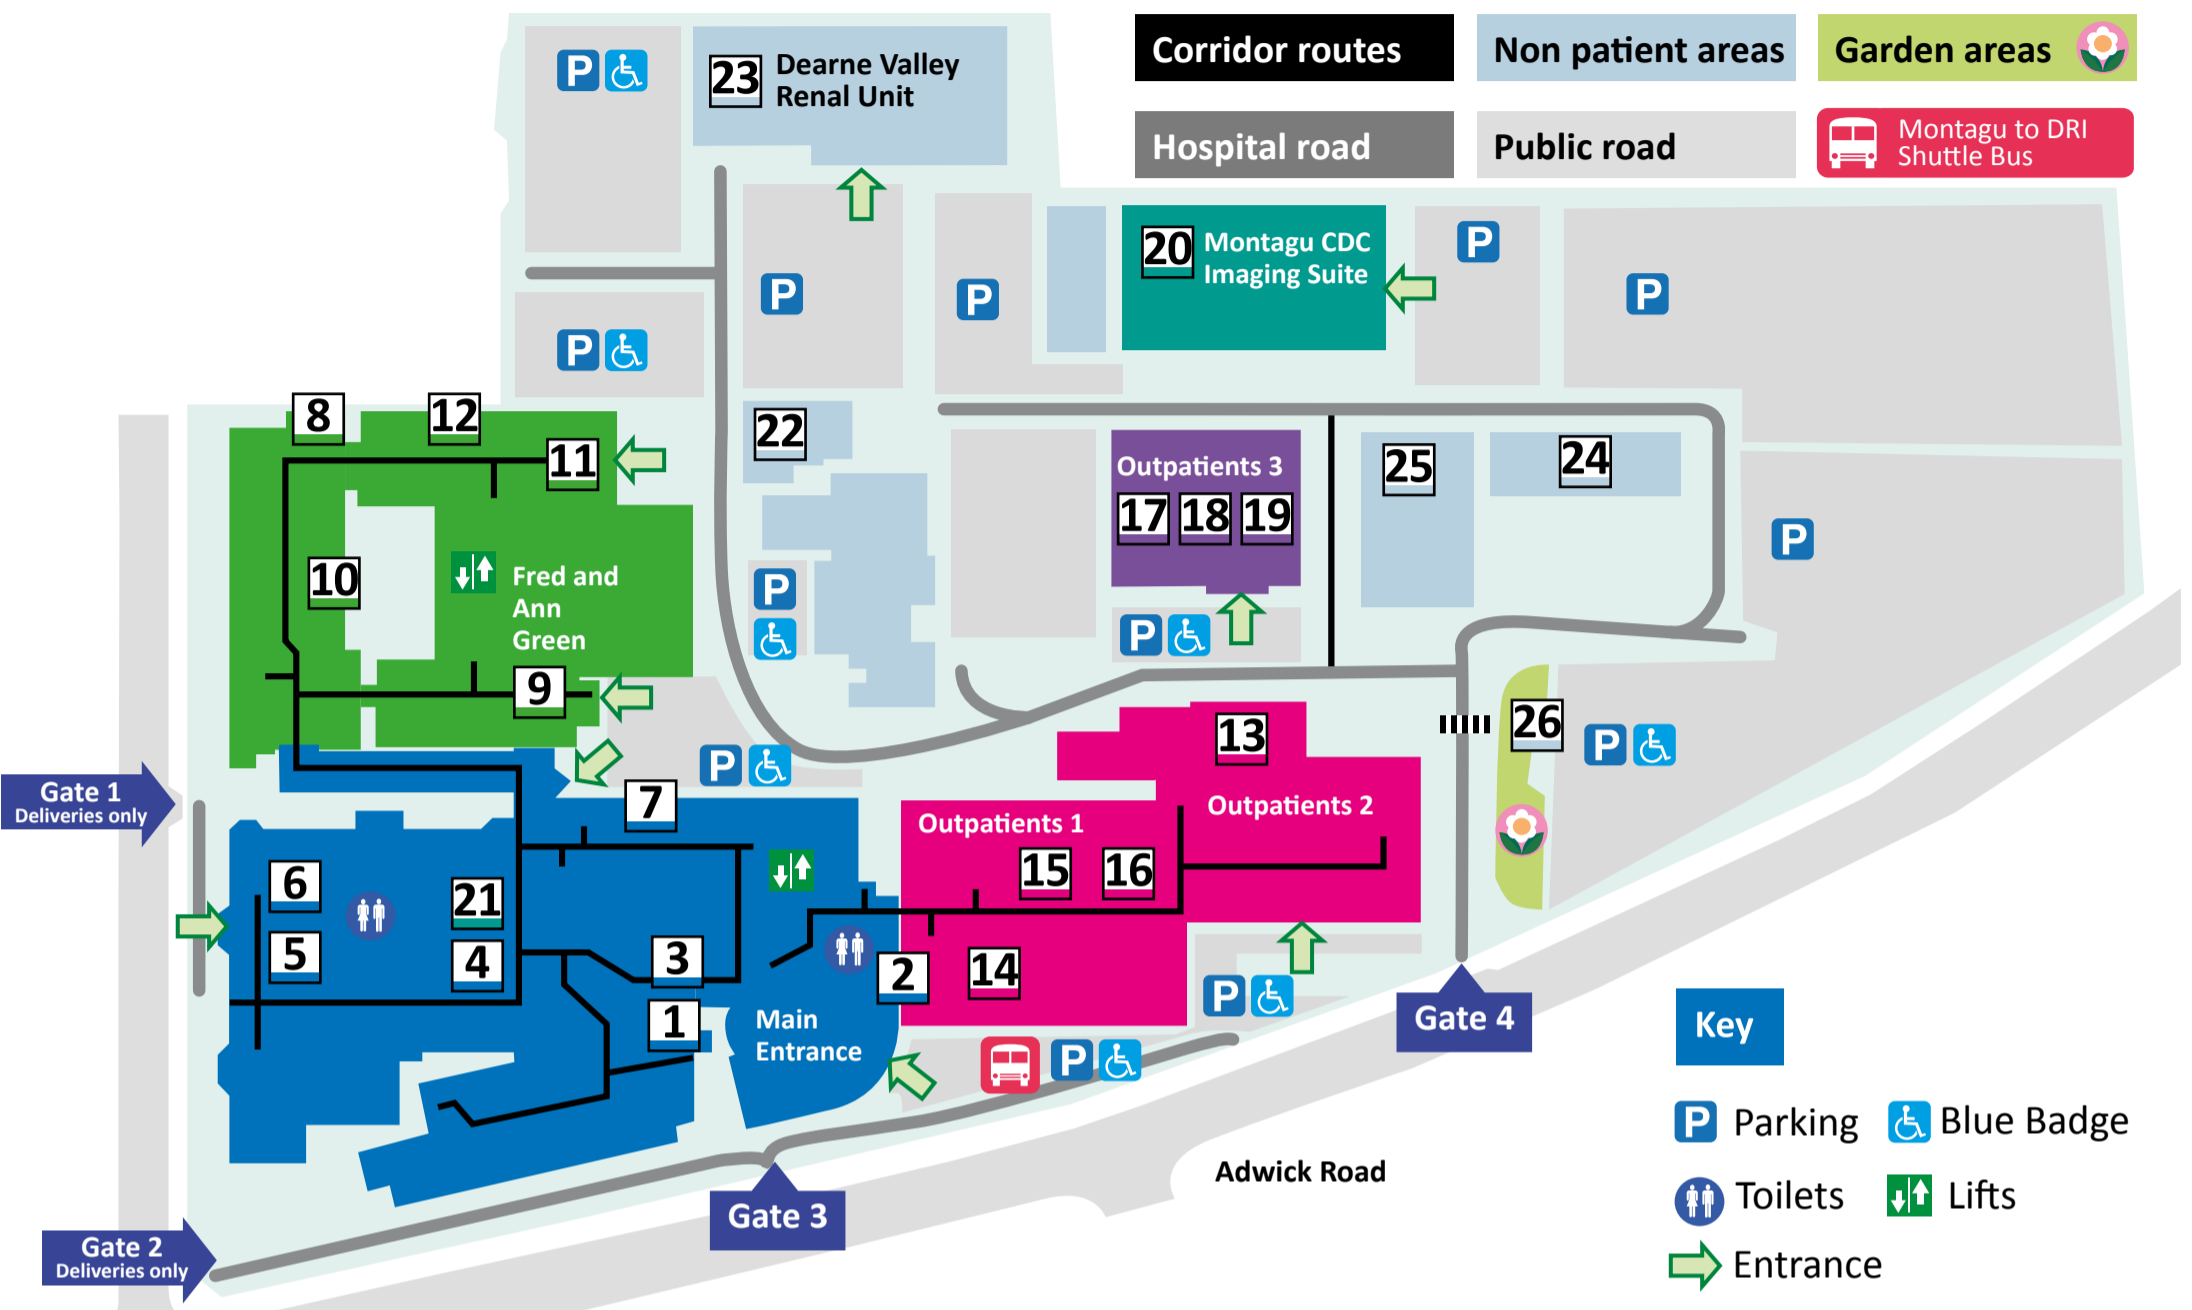 Corridor routes
Non patient areas
Garden areas
Hospital road
Public road
Montagu to DRI
Shuttle Bus
P
23
Dearne Valley
Renal Unit
20
Montagu CDC
Imaging Suite
P
P
P
P
P
8
12
11
22
Outpatients 3
17
18
19
25
24
P
10
Fred and
Ann
Green
P
P
9
26
P
13
P
Gate 1
Deliveries only
7
Outpatients 1
Outpatients 2
6
21
15
16
5
4
3
2
14
P
1
Main
Entrance
P
Gate 4
Key
P Parking
Blue Badge
Toilets
Lifts
Entrance
Adwick Road
Gate 3
Gate 2
Deliveries only